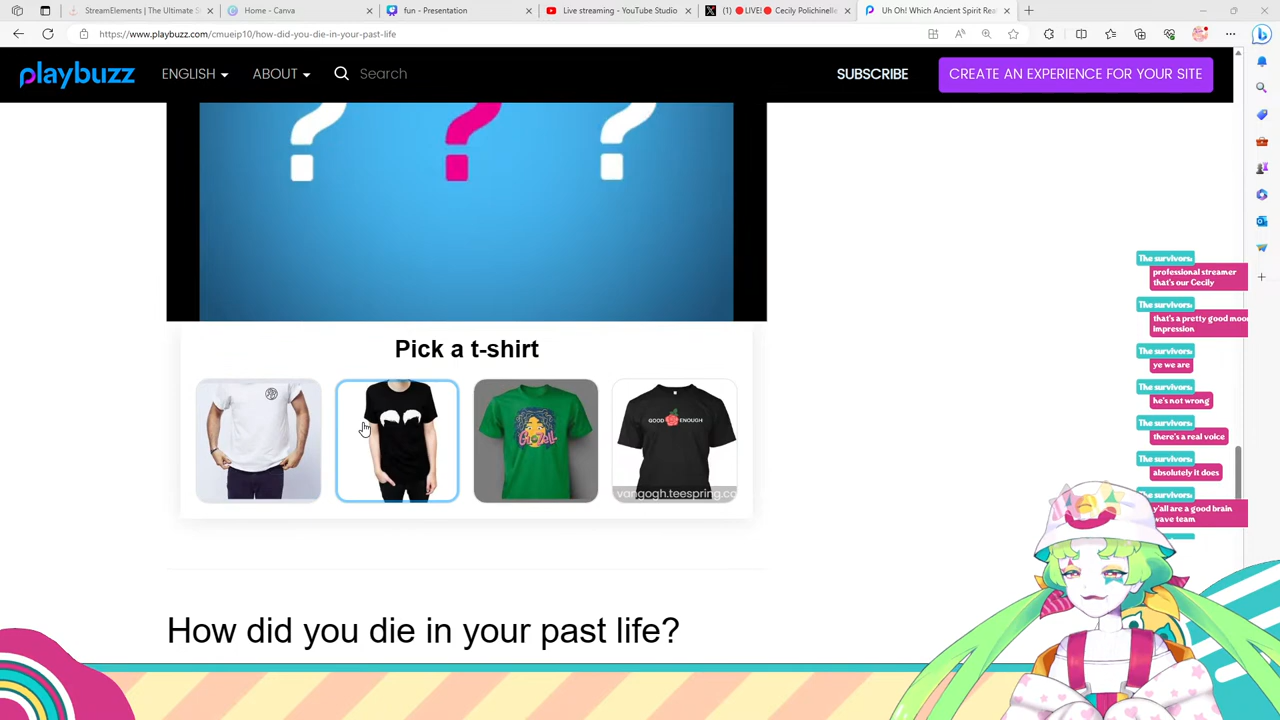 StreamElements | The Ultimate S
Home - Canva
fun - Presentation
Live streaming - YouTube Studio
(1) 🔴LIVE!🔴 Cecily Polichinelle
Uh Oh! Which Ancient Spirit Rea
https://www.playbuzz.com/cmueip10/how-did-you-die-in-your-past-life
playbuzz
ENGLISH
ABOUT
Search
SUBSCRIBE
CREATE AN EXPERIENCE FOR YOUR SITE
? ? ?
Pick a t-shirt
GOOD ENOUGH
vangogh.teespring.co
How did you die in your past life?
The survivors:
professional streamer
that's our Cecily
The survivors:
that's a pretty good moo
impression
The survivors:
ye we are
The survivors:
he's not wrong
The survivors:
there's a real voice
The survivors:
absolutely it does
The survivors:
y'all are a good brain
wave team